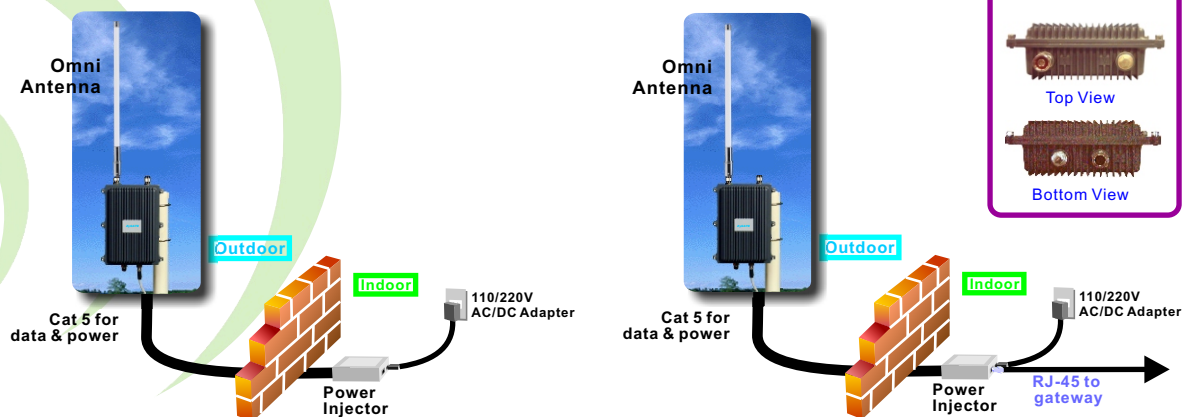 Omni
Antenna
Outdoor
Indoor
Cat 5 for
data & power
110/220V
AC/DC Adapter
Power
Injector
Omni
Antenna
Outdoor
Indoor
Cat 5 for
data & power
110/220V
AC/DC Adapter
Power
Injector
RJ-45 to
gateway
Top View
Bottom View